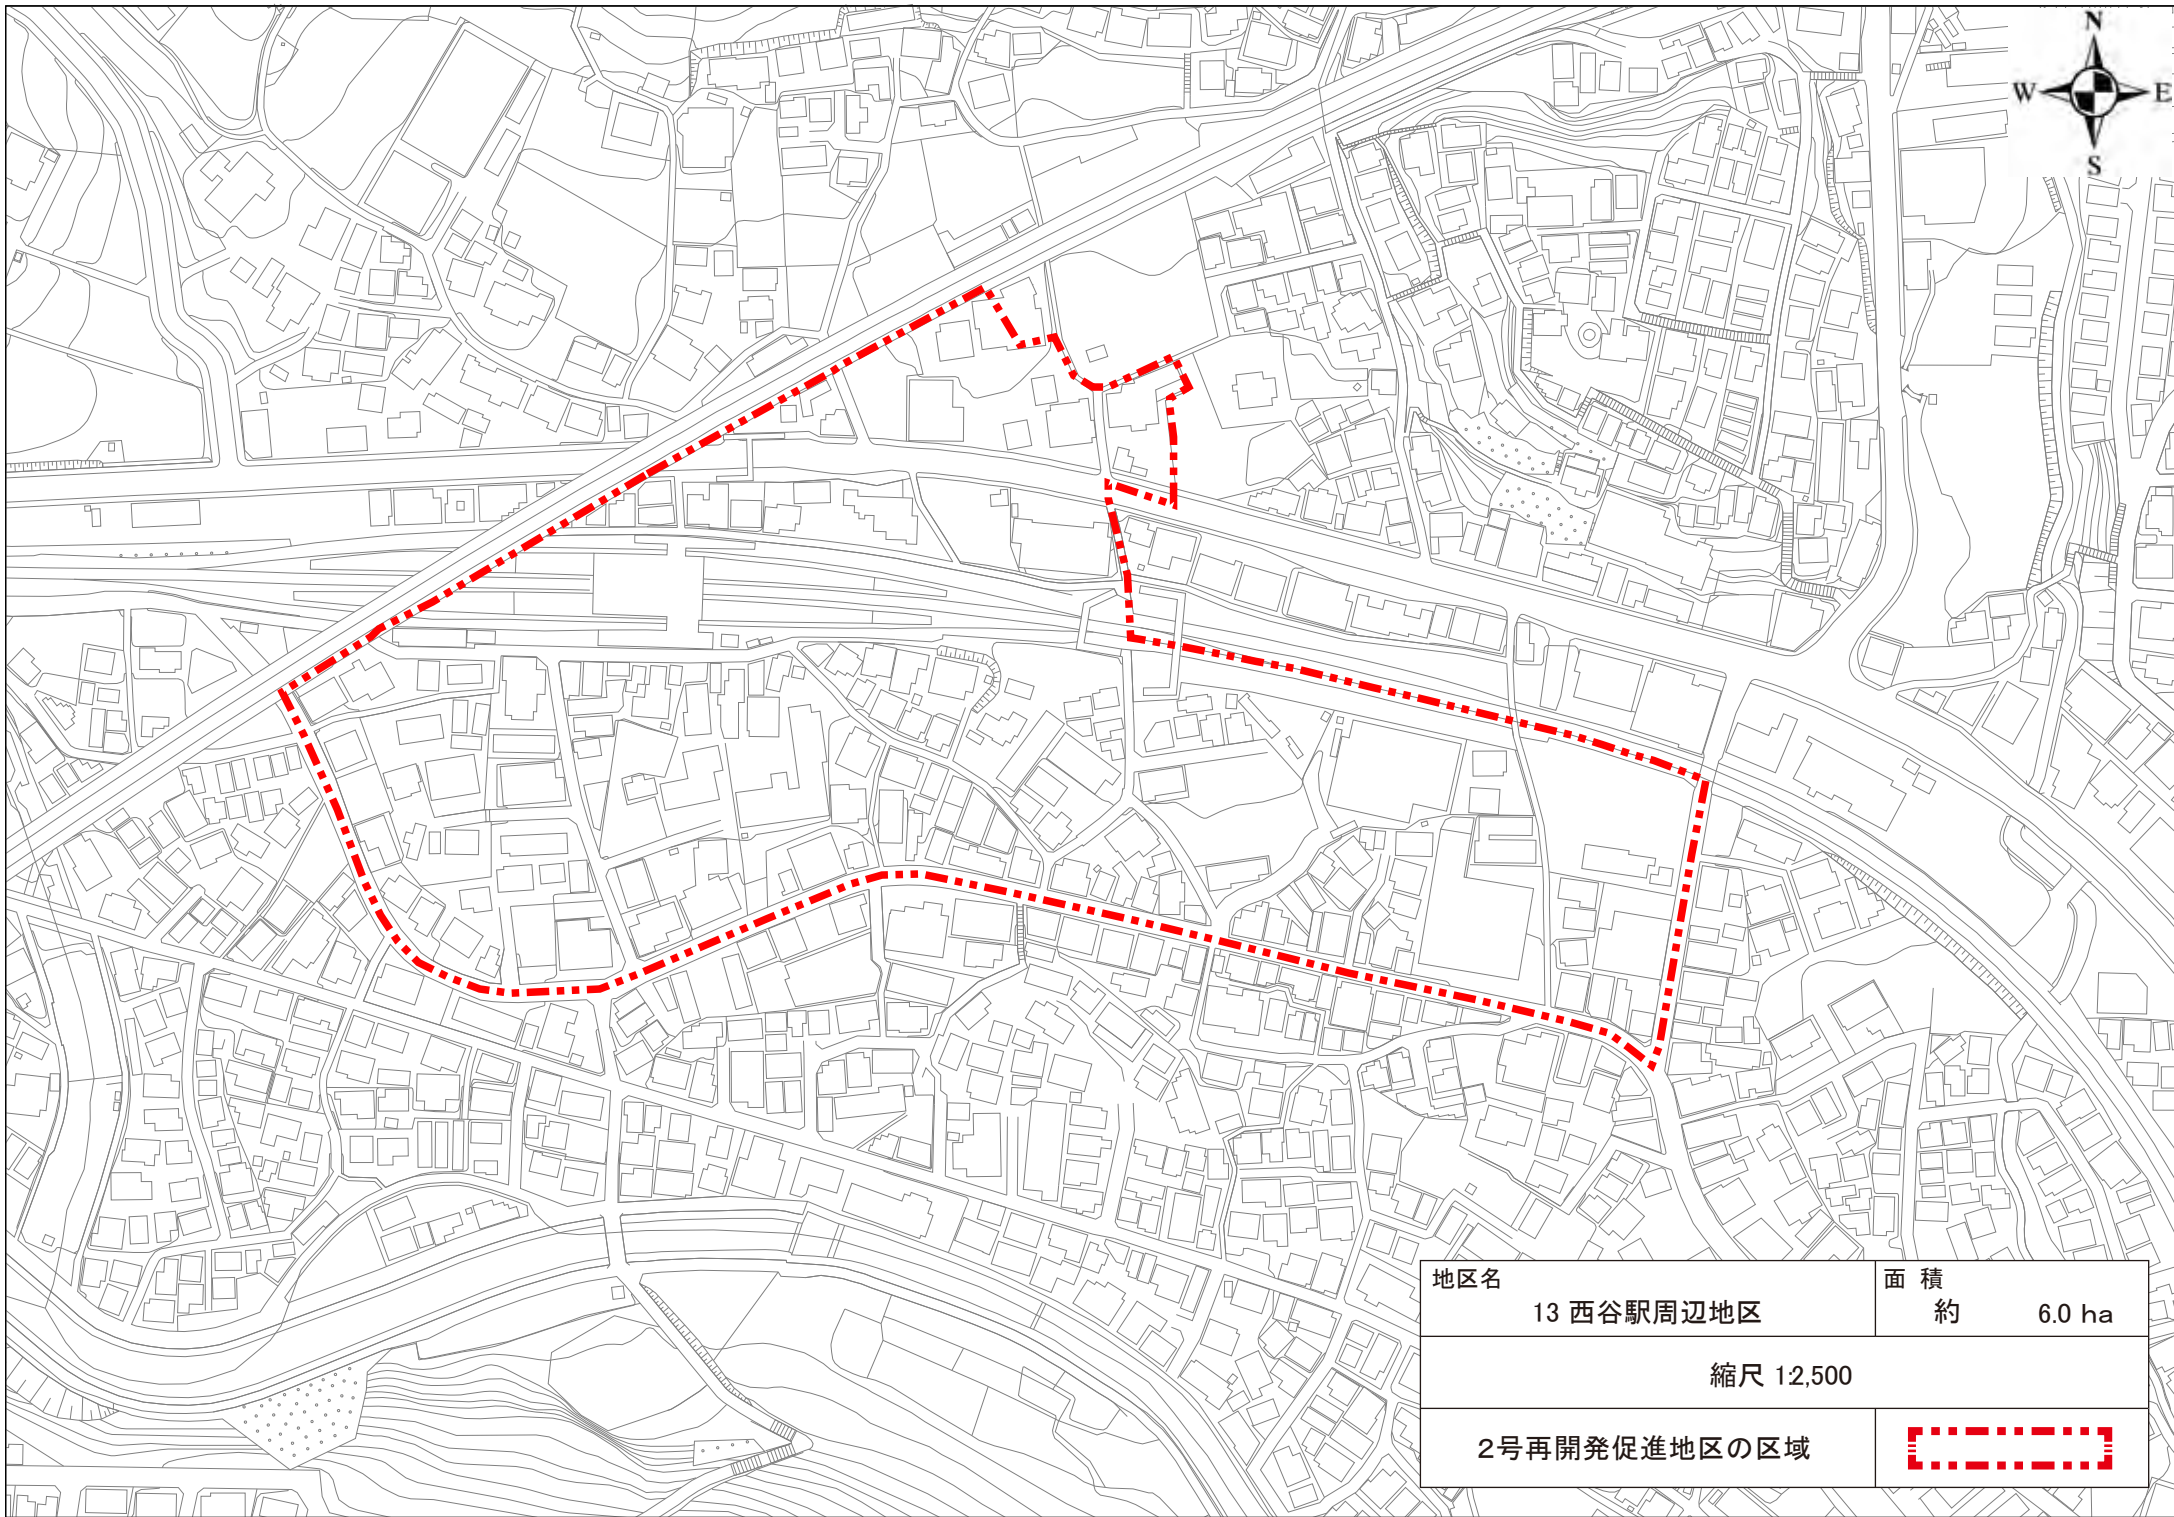 N
W E
S
地区名
13 西谷駅周辺地区
面 積
約 6.0 ha
縮尺 1:2,500
2号再開発促進地区の区域